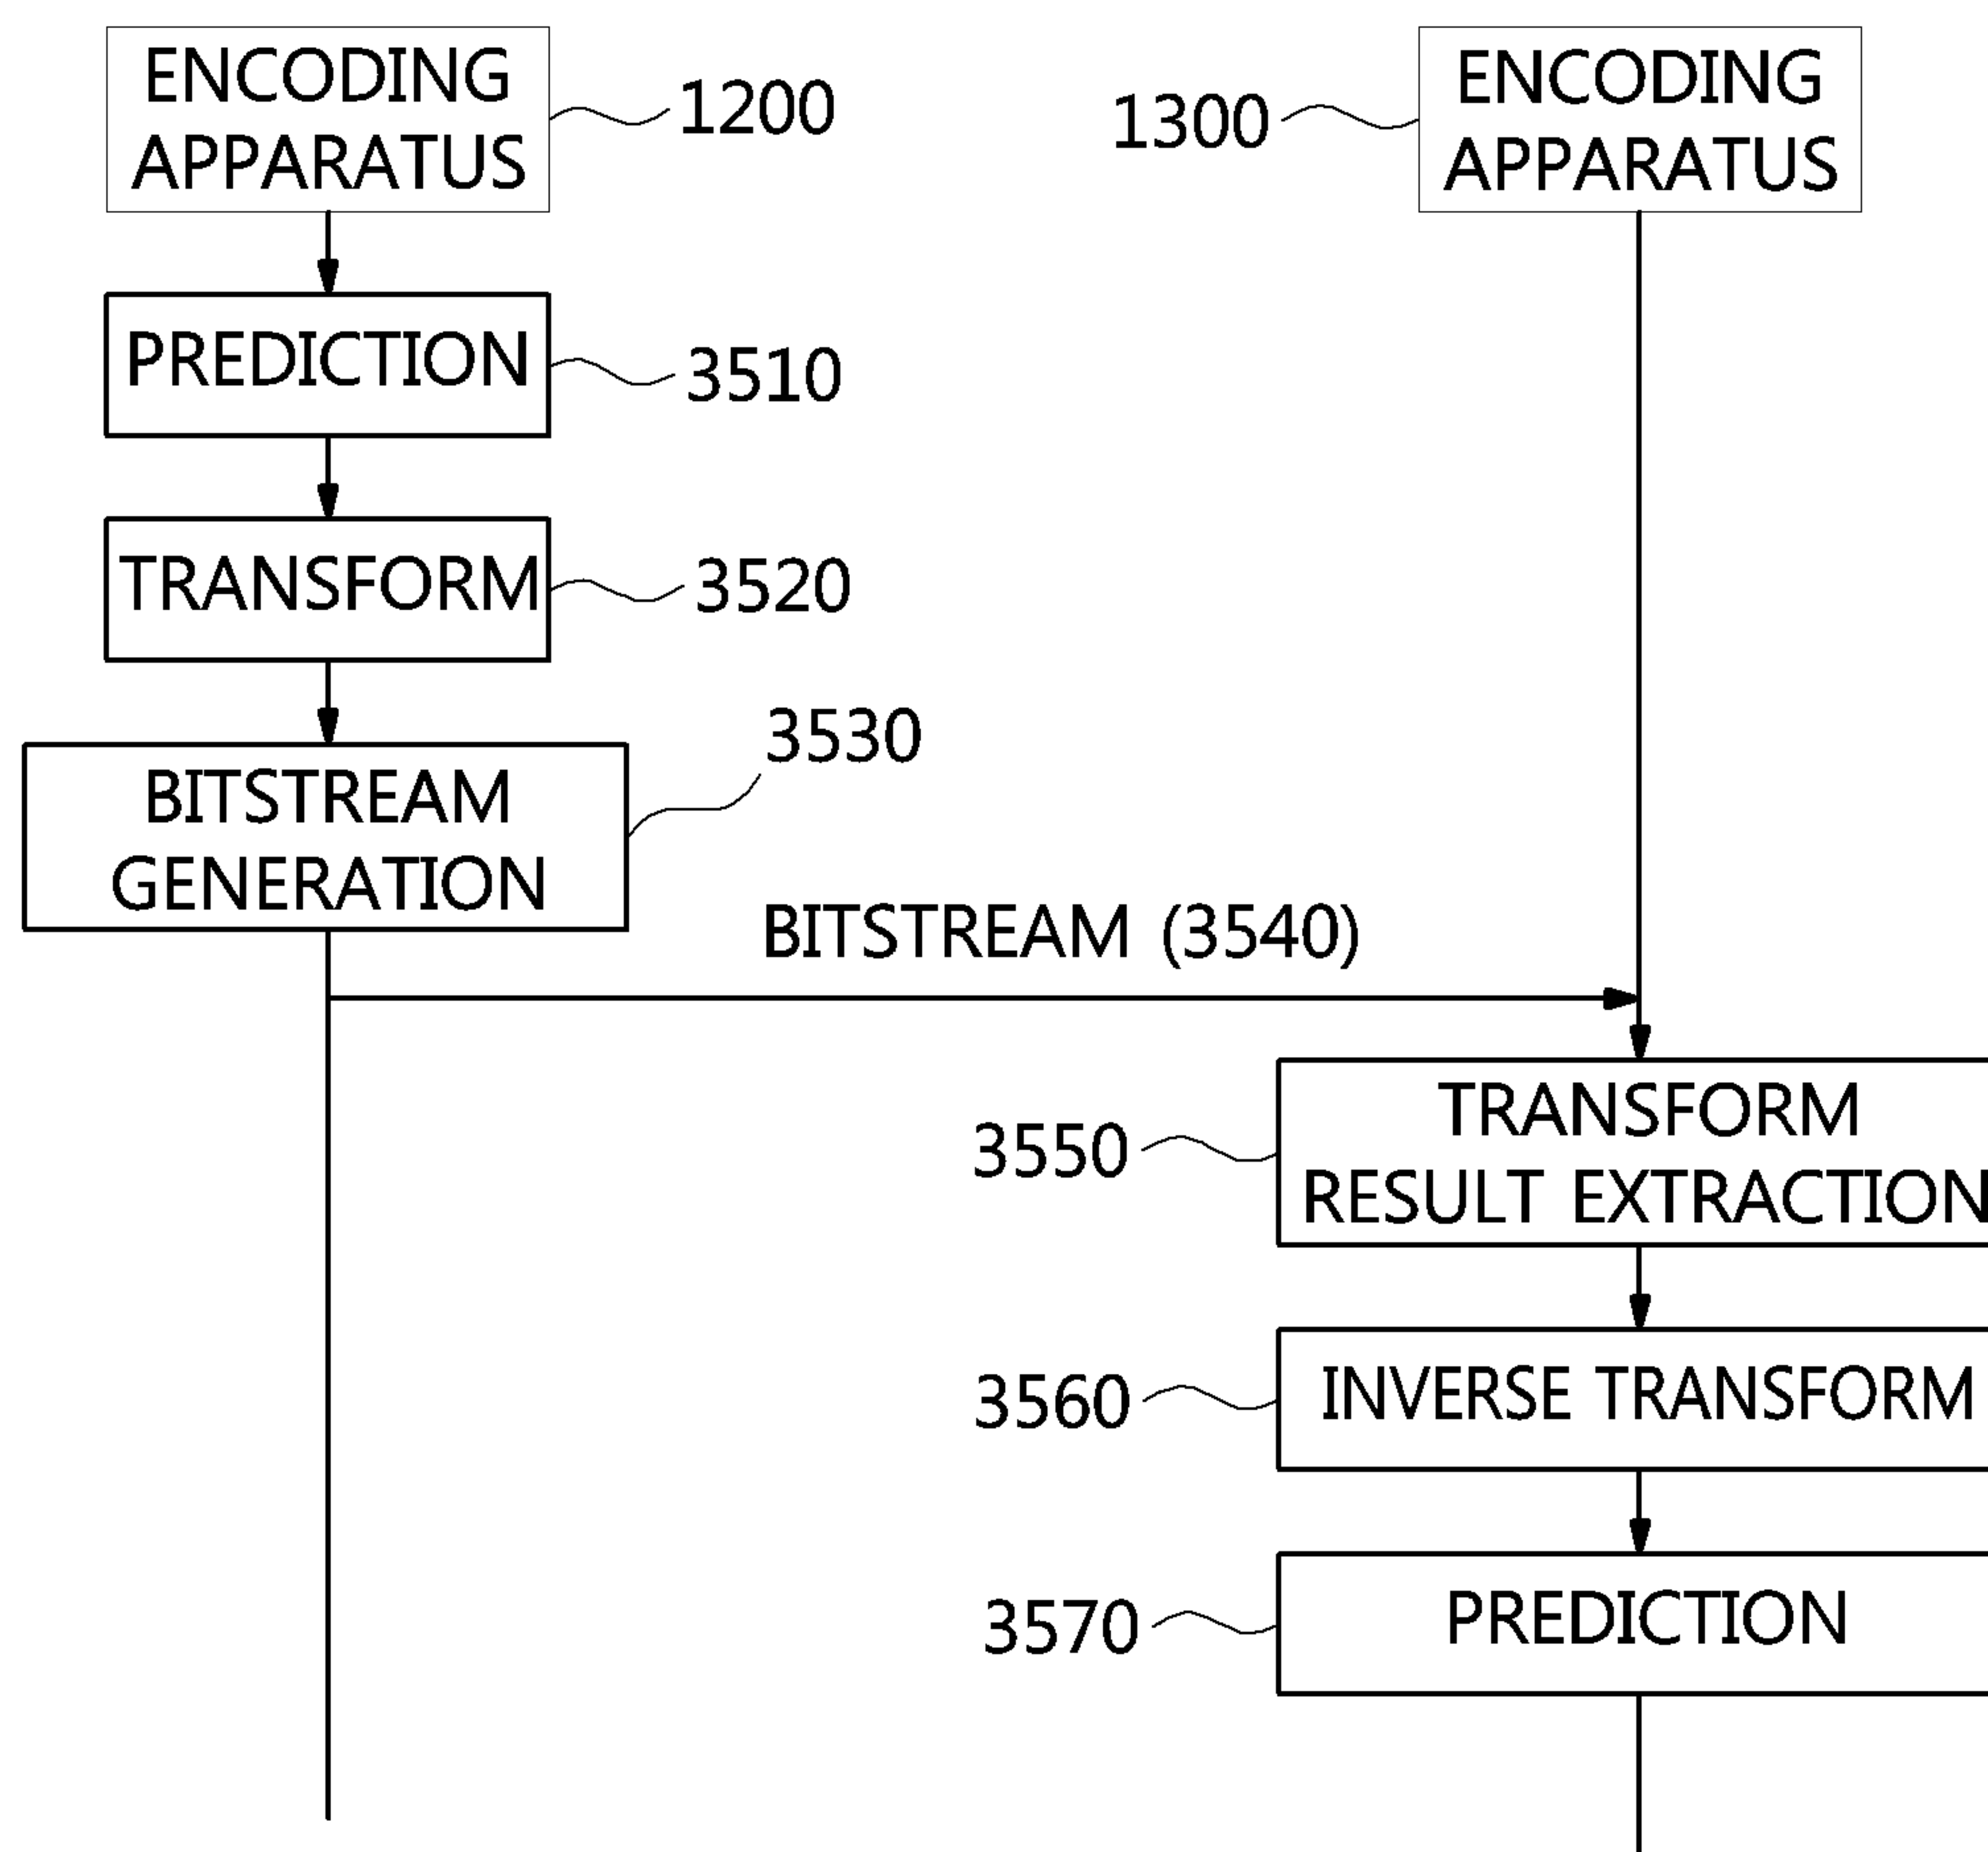 ENCODING
APPARATUS
1200
1300
ENCODING
APPARATUS
PREDICTION
3510
TRANSFORM
3520
3530
BITSTREAM
GENERATION
BITSTREAM (3540)
TRANSFORM
RESULT EXTRACTION
3550
INVERSE TRANSFORM
3560
PREDICTION
3570